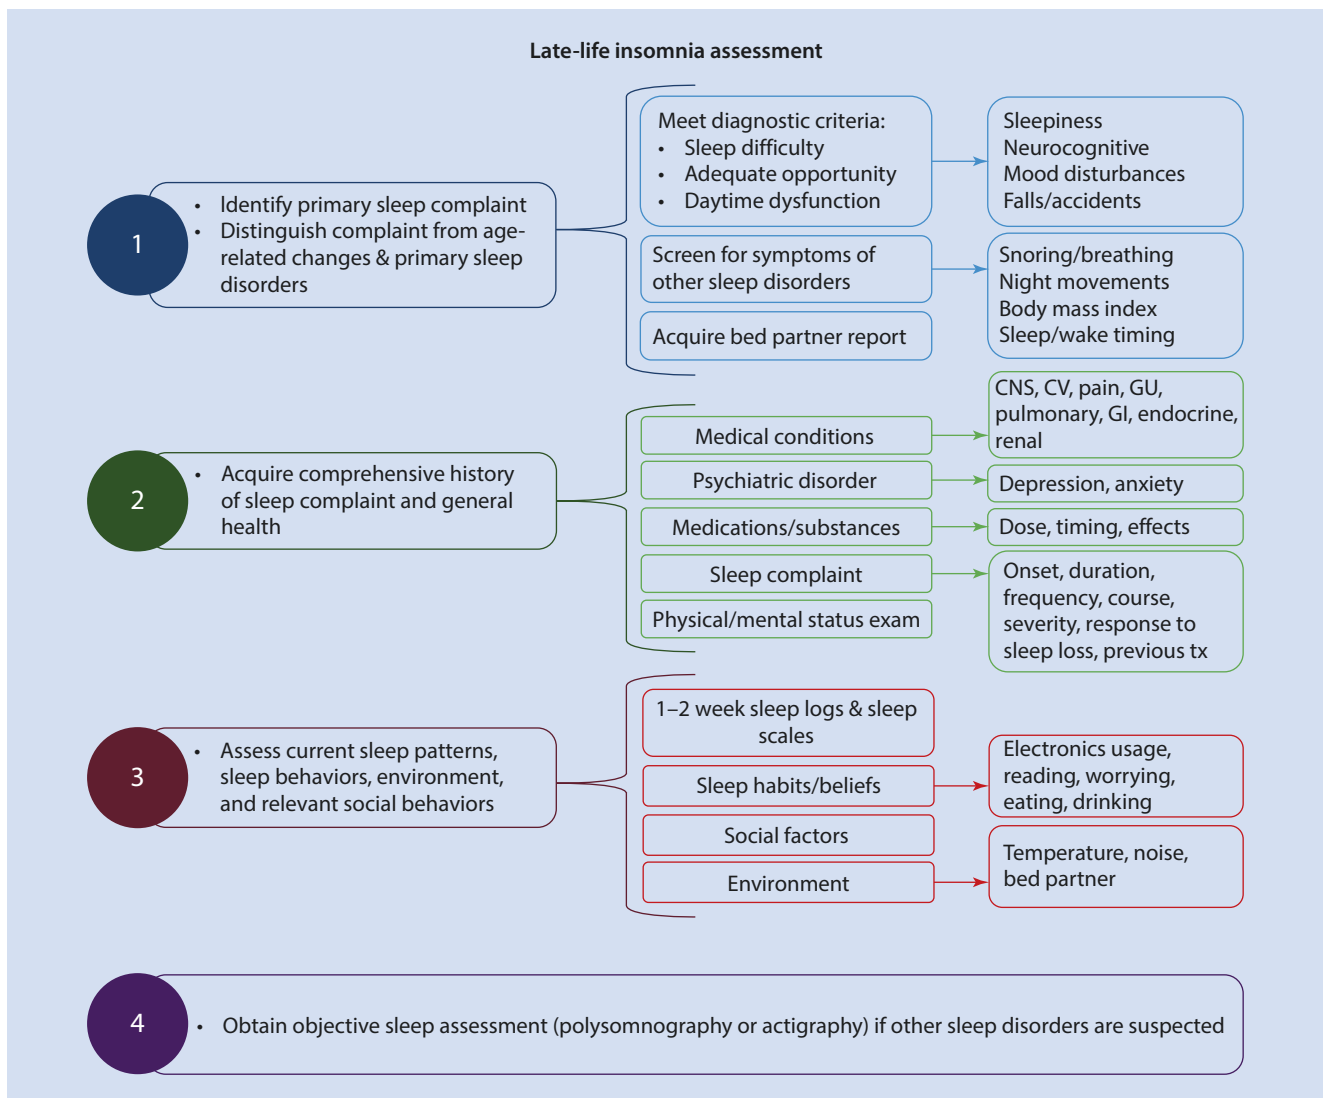 Late-life insomnia assessment
1
• Identify primary sleep complaint
• Distinguish complaint from age-
related changes & primary sleep
disorders
Meet diagnostic criteria:
• Sleep difficulty
• Adequate opportunity
• Daytime dysfunction
Sleepiness
Neurocognitive
Mood disturbances
Falls/accidents
Screen for symptoms of
other sleep disorders
Snoring/breathing
Night movements
Body mass index
Sleep/wake timing
Acquire bed partner report
2
• Acquire comprehensive history
of sleep complaint and general
health
Medical conditions
CNS, CV, pain, GU,
pulmonary, GI, endocrine,
renal
Psychiatric disorder
Depression, anxiety
Medications/substances
Dose, timing, effects
Sleep complaint
Onset, duration,
frequency, course,
severity, response to
sleep loss, previous tx
Physical/mental status exam
3
• Assess current sleep patterns,
sleep behaviors, environment,
and relevant social behaviors
1–2 week sleep logs & sleep
scales
Sleep habits/beliefs
Electronics usage,
reading, worrying,
eating, drinking
Social factors
Environment
Temperature, noise,
bed partner
4
• Obtain objective sleep assessment (polysomnography or actigraphy) if other sleep disorders are suspected